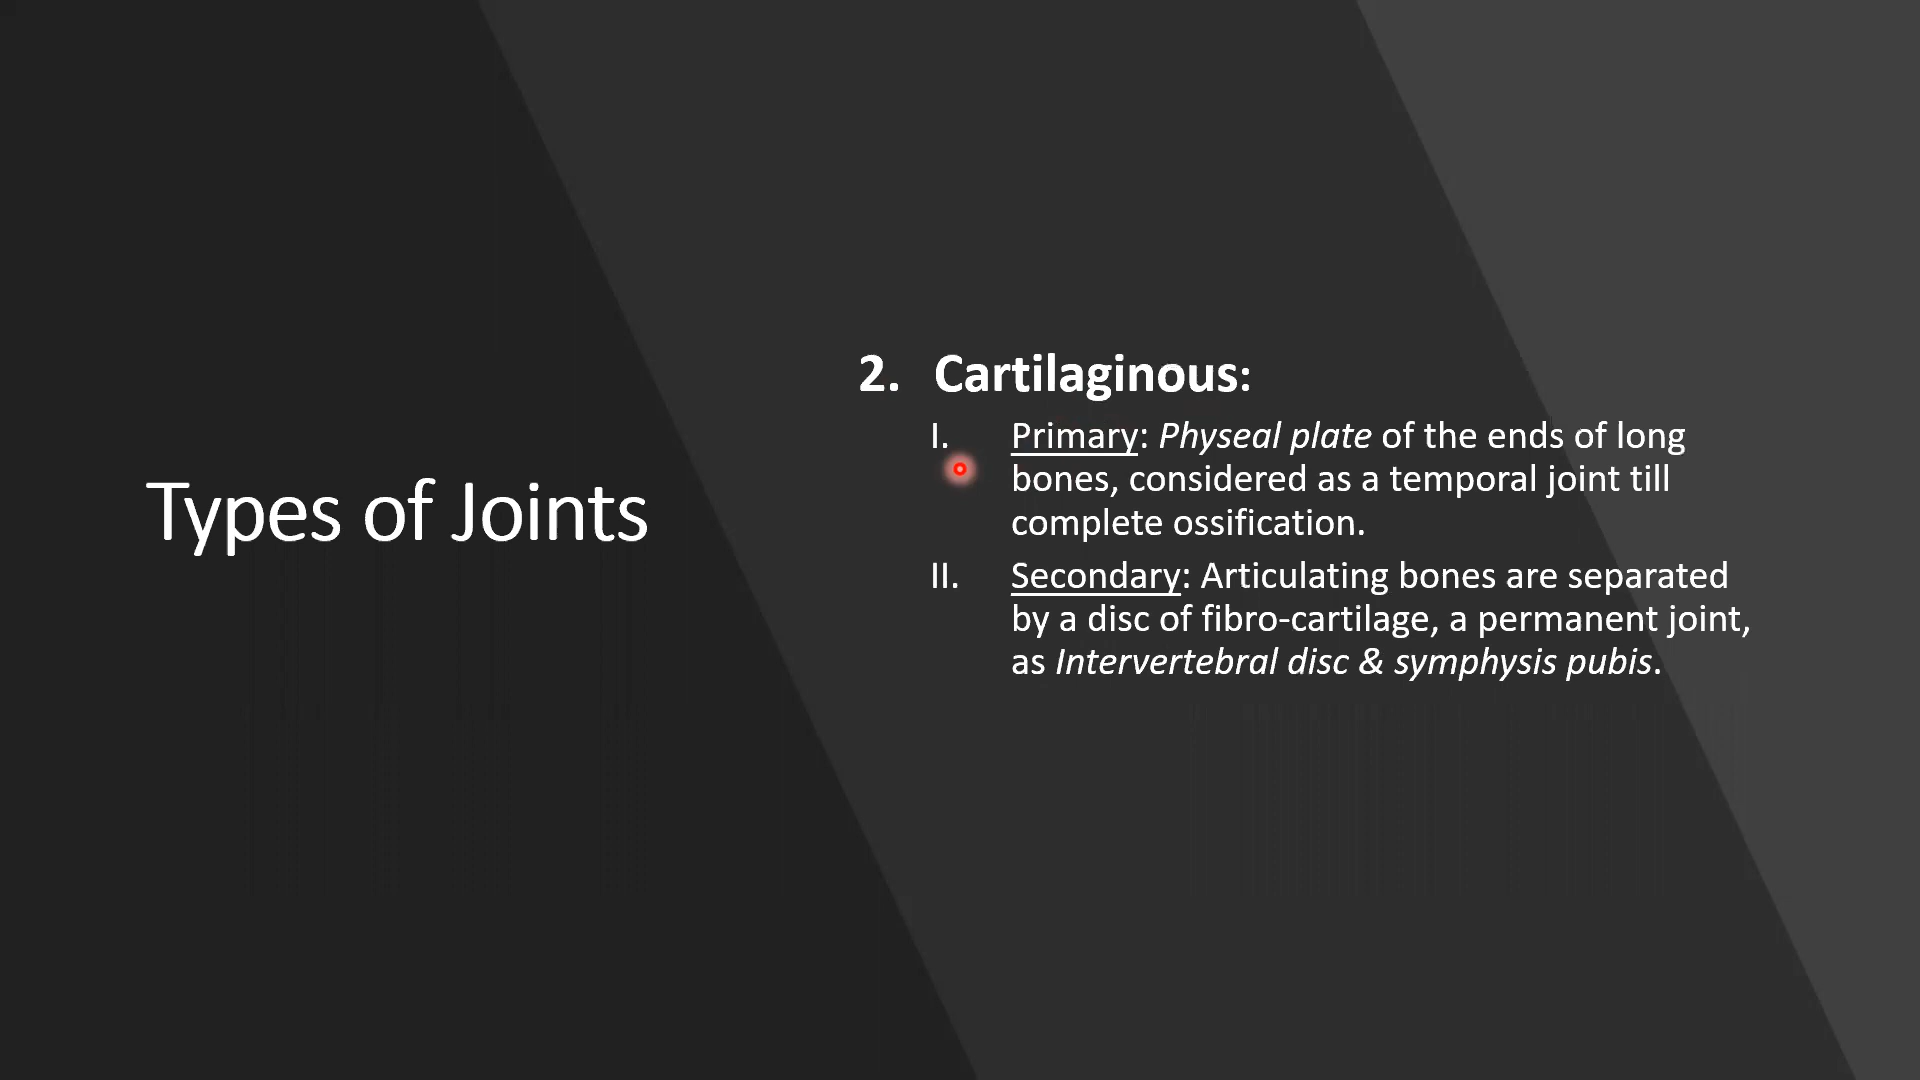 Types of Joints
2. Cartilaginous:
I. Primary: Physeal plate of the ends of long
bones, considered as a temporal joint till
complete ossification.
II. Secondary: Articulating bones are separated
by a disc of fibro-cartilage, a permanent joint,
as Intervertebral disc & symphysis pubis.